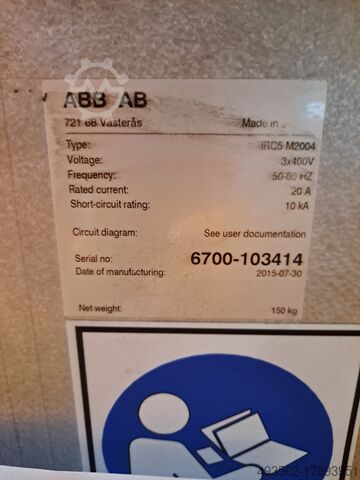 ABB AB
721 68 Västerås Made in
Type: IRC5 M2004
Voltage: 3x400V
Frequency: 50-60 HZ
Rated current: 20 A
Short-circuit rating: 10 kA
Circuit diagram: See user documentation
Serial no: 6700-103414
Date of manufacturing: 2015-07-30
Net weight: 150 kg
492562-17893951